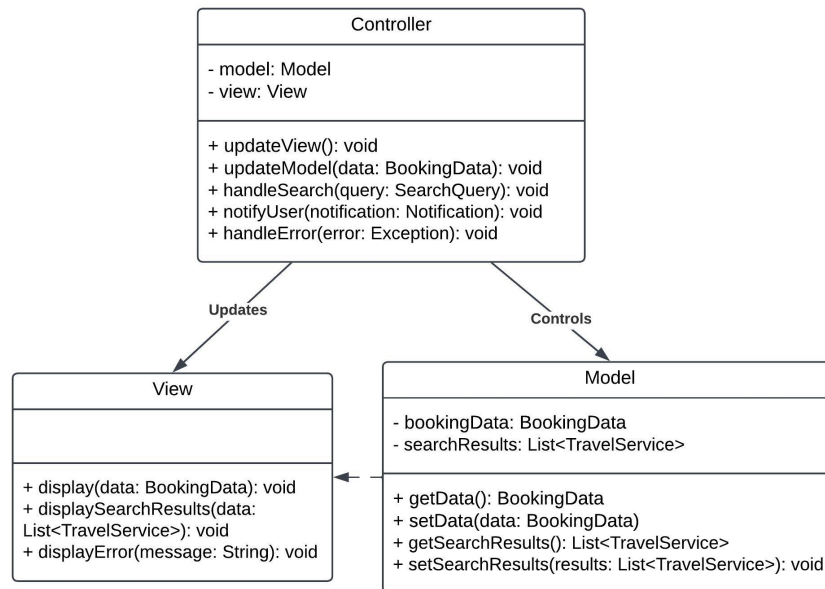 Controller
- model: Model
- view: View
+ updateView(): void
+ updateModel(data: BookingData): void
+ handleSearch(query: SearchQuery): void
+ notifyUser(notification: Notification): void
+ handleError(error: Exception): void
Updates
Controls
View
+ display(data: BookingData): void
+ displaySearchResults(data:
List<TravelService>): void
+ displayError(message: String): void
Model
- bookingData: BookingData
- searchResults: List<TravelService>
+ getData(): BookingData
+ setData(data: BookingData)
+ getSearchResults(): List<TravelService>
+ setSearchResults(results: List<TravelService>): void